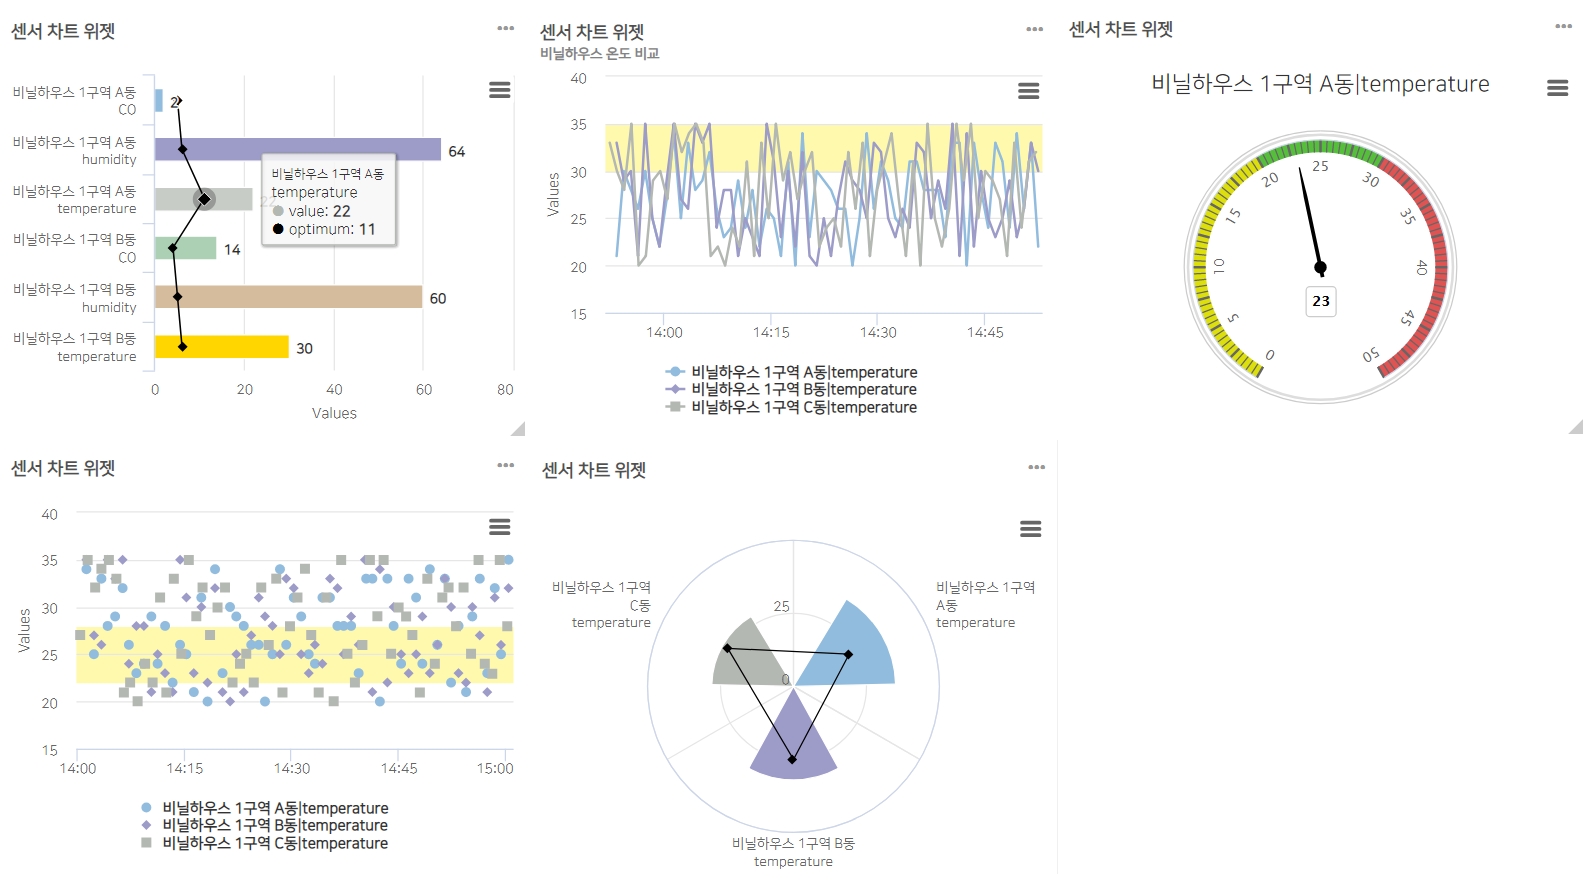 센서 차트 위젯
비닐하우스 1구역 A동
CO
2
비닐하우스 1구역 A동
humidity
64
비닐하우스 1구역 A동
temperature
22
비닐하우스 1구역 A동
temperature
value: 22
optimum: 11
비닐하우스 1구역 B동
CO
14
비닐하우스 1구역 B동
humidity
60
비닐하우스 1구역 B동
temperature
30
0 20 40 60 80
Values
센서 차트 위젯
비닐하우스 온도 비교
40
35
30
25
20
15
Values
14:00 14:15 14:30 14:45
비닐하우스 1구역 A동|temperature
비닐하우스 1구역 B동|temperature
비닐하우스 1구역 C동|temperature
센서 차트 위젯
비닐하우스 1구역 A동|temperature
0 5 10 15 20 25 30 35 40 45 50
23
센서 차트 위젯
40
35
30
25
20
15
Values
14:00 14:15 14:30 14:45 15:00
비닐하우스 1구역 A동|temperature
비닐하우스 1구역 B동|temperature
비닐하우스 1구역 C동|temperature
센서 차트 위젯
비닐하우스 1구역
C동
temperature
25
0
비닐하우스 1구역
A동
temperature
비닐하우스 1구역 B동
temperature